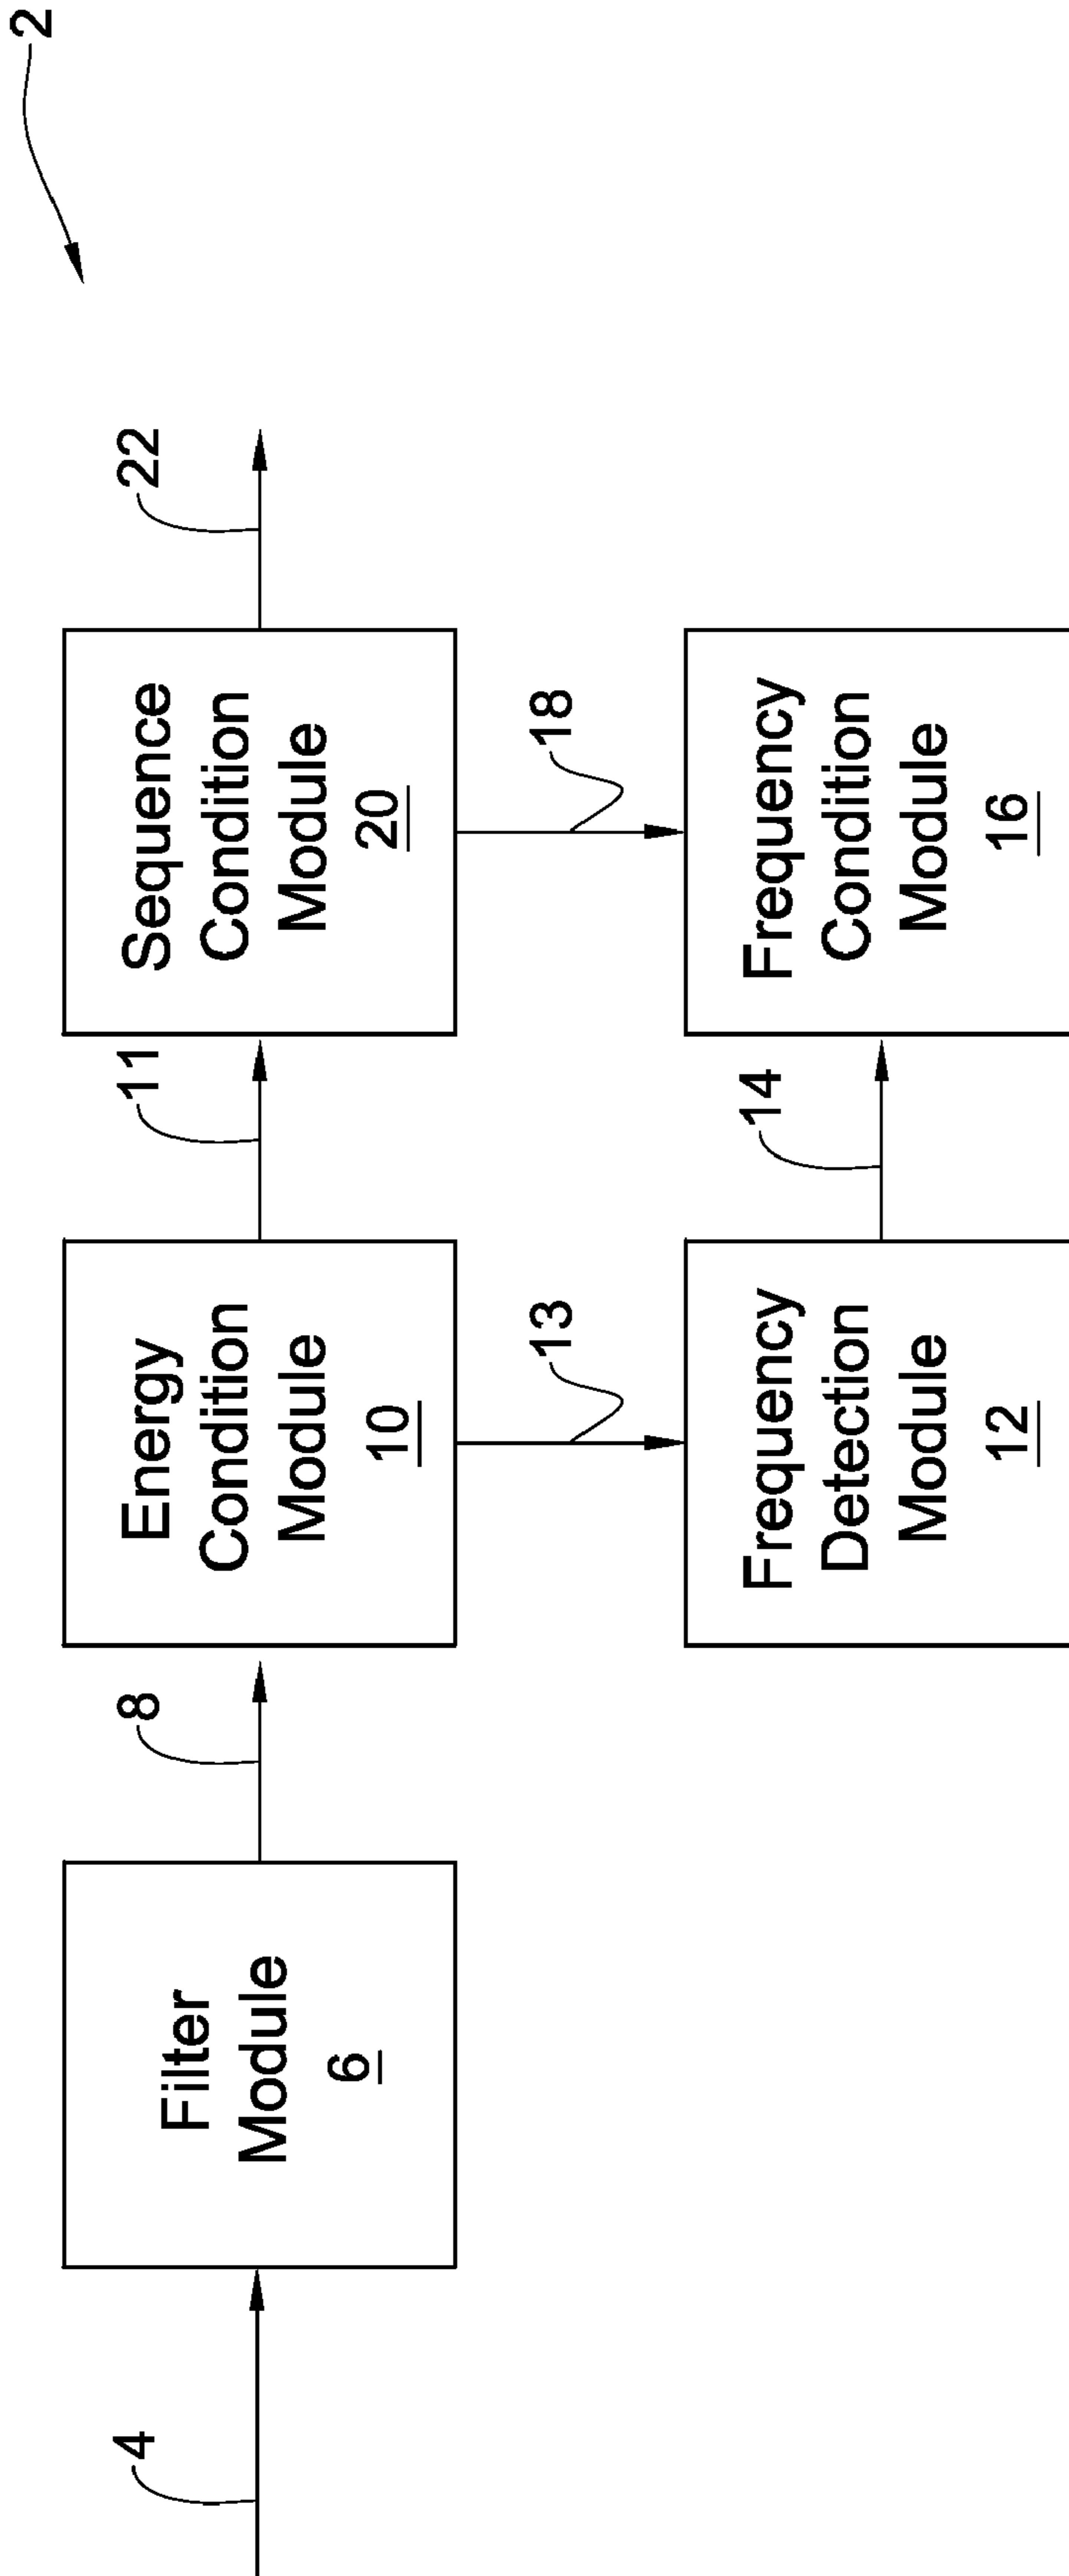 2
4
Filter
Module
6
8
Energy
Condition
Module
10
11
Sequence
Condition
Module
20
22
13
18
Frequency
Detection
Module
12
14
Frequency
Condition
Module
16